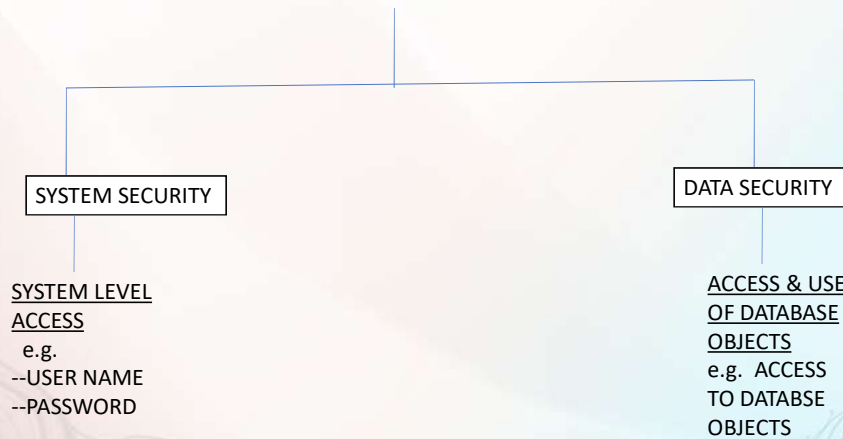 SYSTEM SECURITY
SYSTEM LEVEL
ACCESS
e.g.
--USER NAME
--PASSWORD
DATA SECURITY
ACCESS & USE
OF DATABASE
OBJECTS
e.g. ACCESS
TO DATABSE
OBJECTS